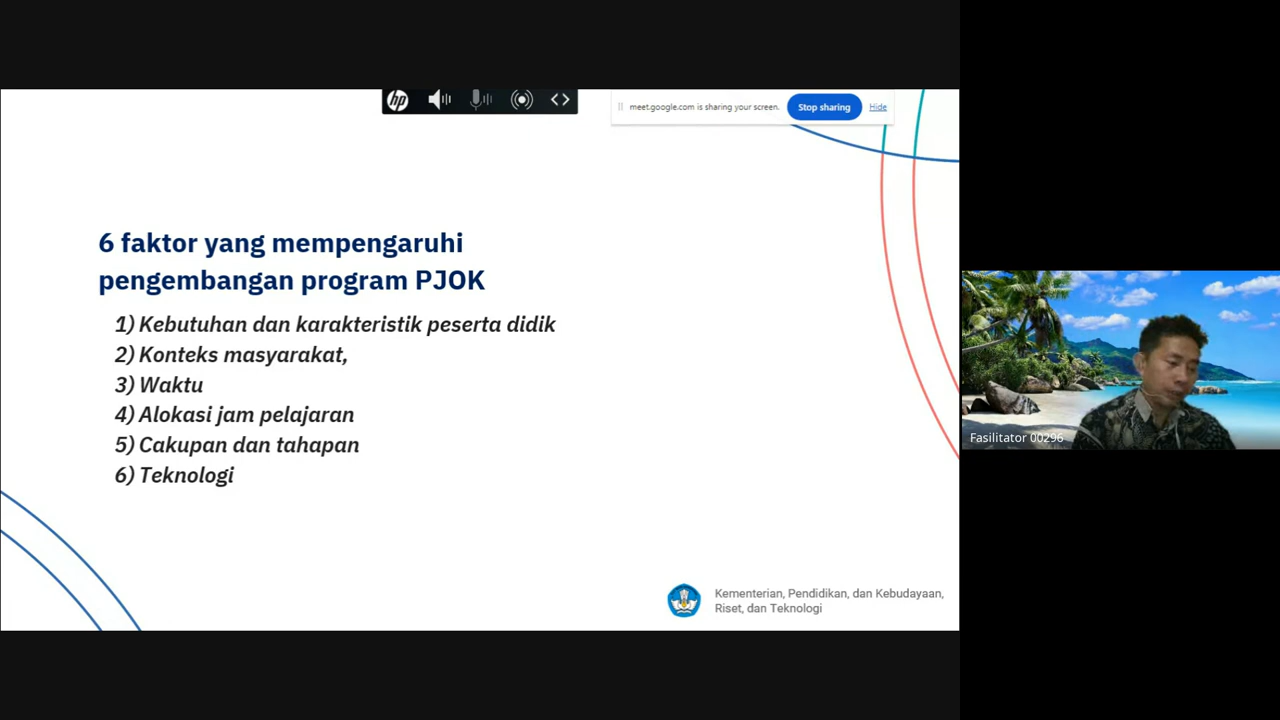 hp
meet.google.com is sharing your screen.
Stop sharing
Hide
6 faktor yang mempengaruhi
pengembangan program PJOK
1) Kebutuhan dan karakteristik peserta didik
2) Konteks masyarakat,
3) Waktu
4) Alokasi jam pelajaran
5) Cakupan dan tahapan
6) Teknologi
Fasilitator 00296
Kementerian, Pendidikan, dan Kebudayaan,
Riset, dan Teknologi